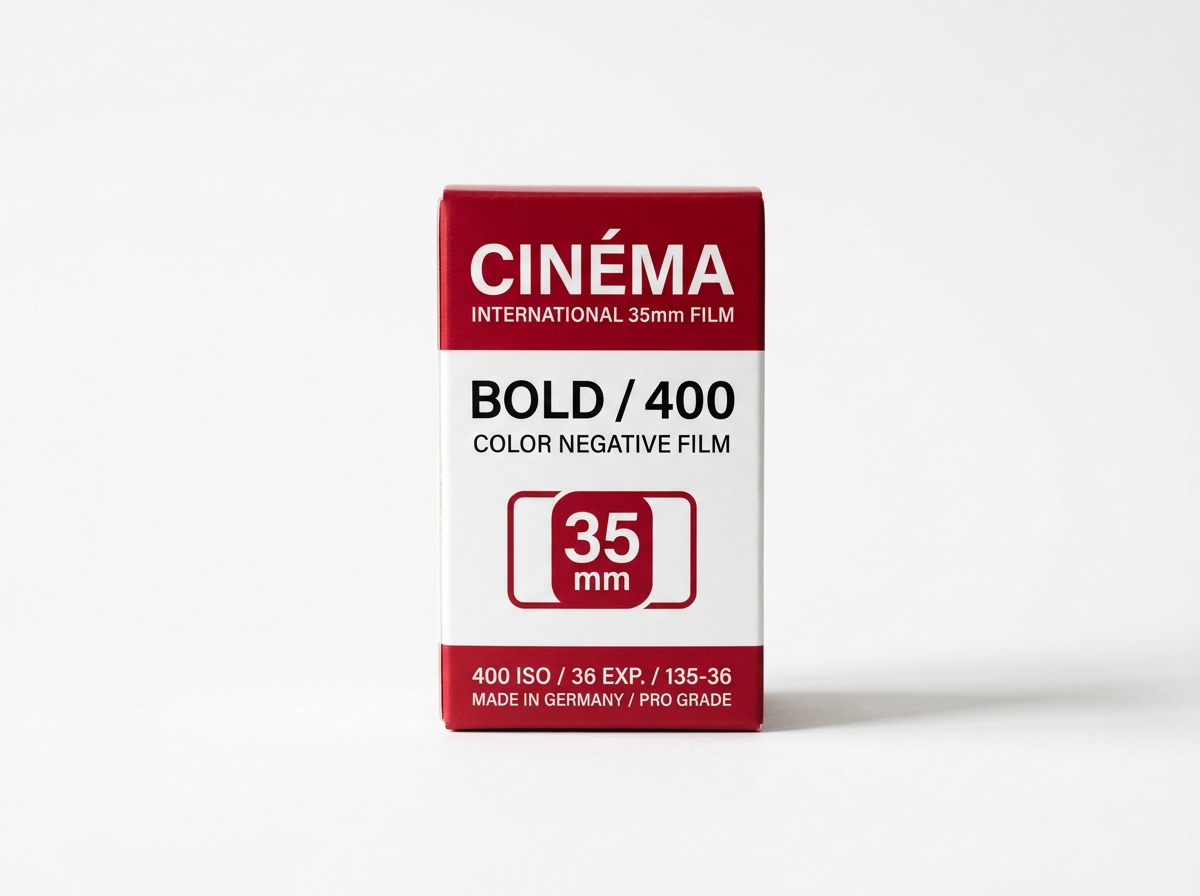 CINÉMA
INTERNATIONAL 35mm FILM
BOLD / 400
COLOR NEGATIVE FILM
35
mm
400 ISO / 36 EXP. / 135-36
MADE IN GERMANY / PRO GRADE